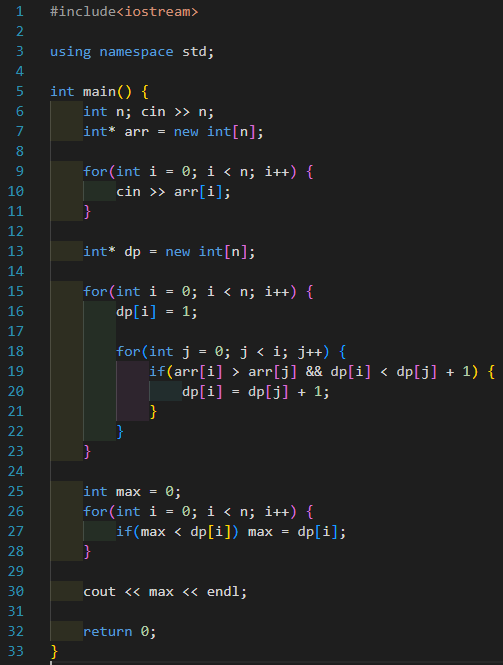 1 #include<iostream>
2
3 using namespace std;
4
5 int main() {
6     int n; cin >> n;
7     int* arr = new int[n];
8
9     for(int i = 0; i < n; i++) {
10         cin >> arr[i];
11     }
12
13     int* dp = new int[n];
14
15     for(int i = 0; i < n; i++) {
16         dp[i] = 1;
17
18         for(int j = 0; j < i; j++) {
19             if(arr[i] > arr[j] && dp[i] < dp[j] + 1) {
20                 dp[i] = dp[j] + 1;
21             }
22         }
23     }
24
25     int max = 0;
26     for(int i = 0; i < n; i++) {
27         if(max < dp[i]) max = dp[i];
28     }
29
30     cout << max << endl;
31
32     return 0;
33 }